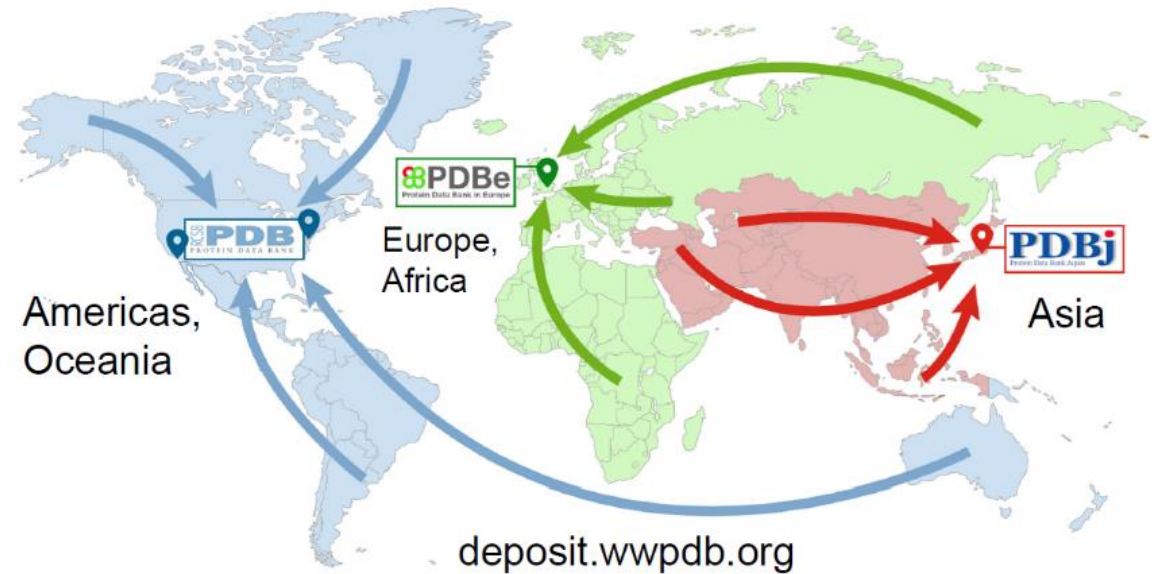 RCSB
PDB
PROTEIN DATA BANK
PDBe
Protein Data Bank in Europe
PDBj
Protein Data Bank Japan
Europe,
Africa
Americas,
Oceania
Asia
deposit.wwpdb.org